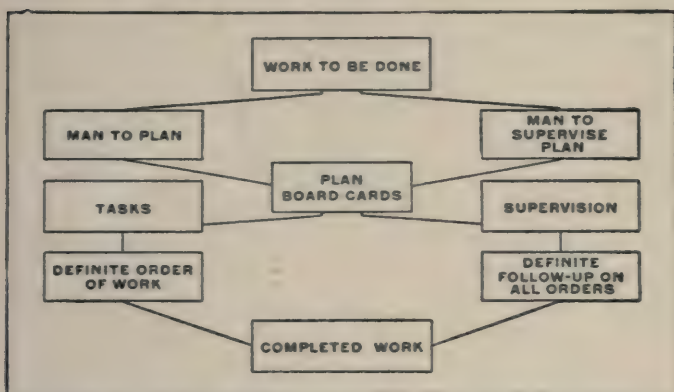 WORK TO BE DONE
MAN TO PLAN
MAN TO
SUPERVISE
PLAN
PLAN
BOARD CARDS
TASKS
SUPERVISION
DEFINITE ORDER
OF WORK
DEFINITE
FOLLOW-UP ON
ALL ORDERS
COMPLETED WORK